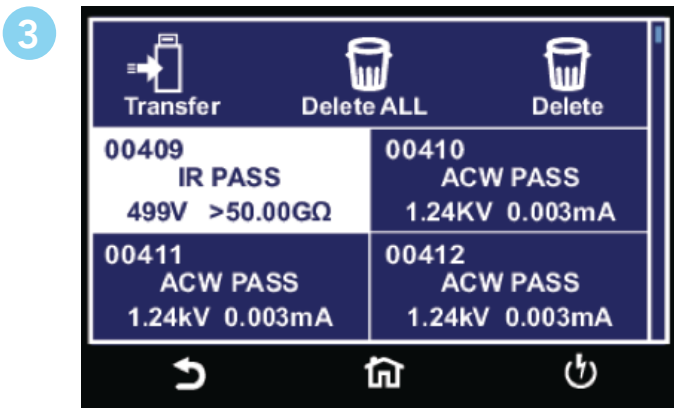 3
Transfer Delete ALL Delete
00409 00410
IR PASS ACW PASS
499V >50.00GΩ 1.24KV 0.003mA
00411 00412
ACW PASS ACW PASS
1.24kV 0.003mA 1.24kV 0.003mA